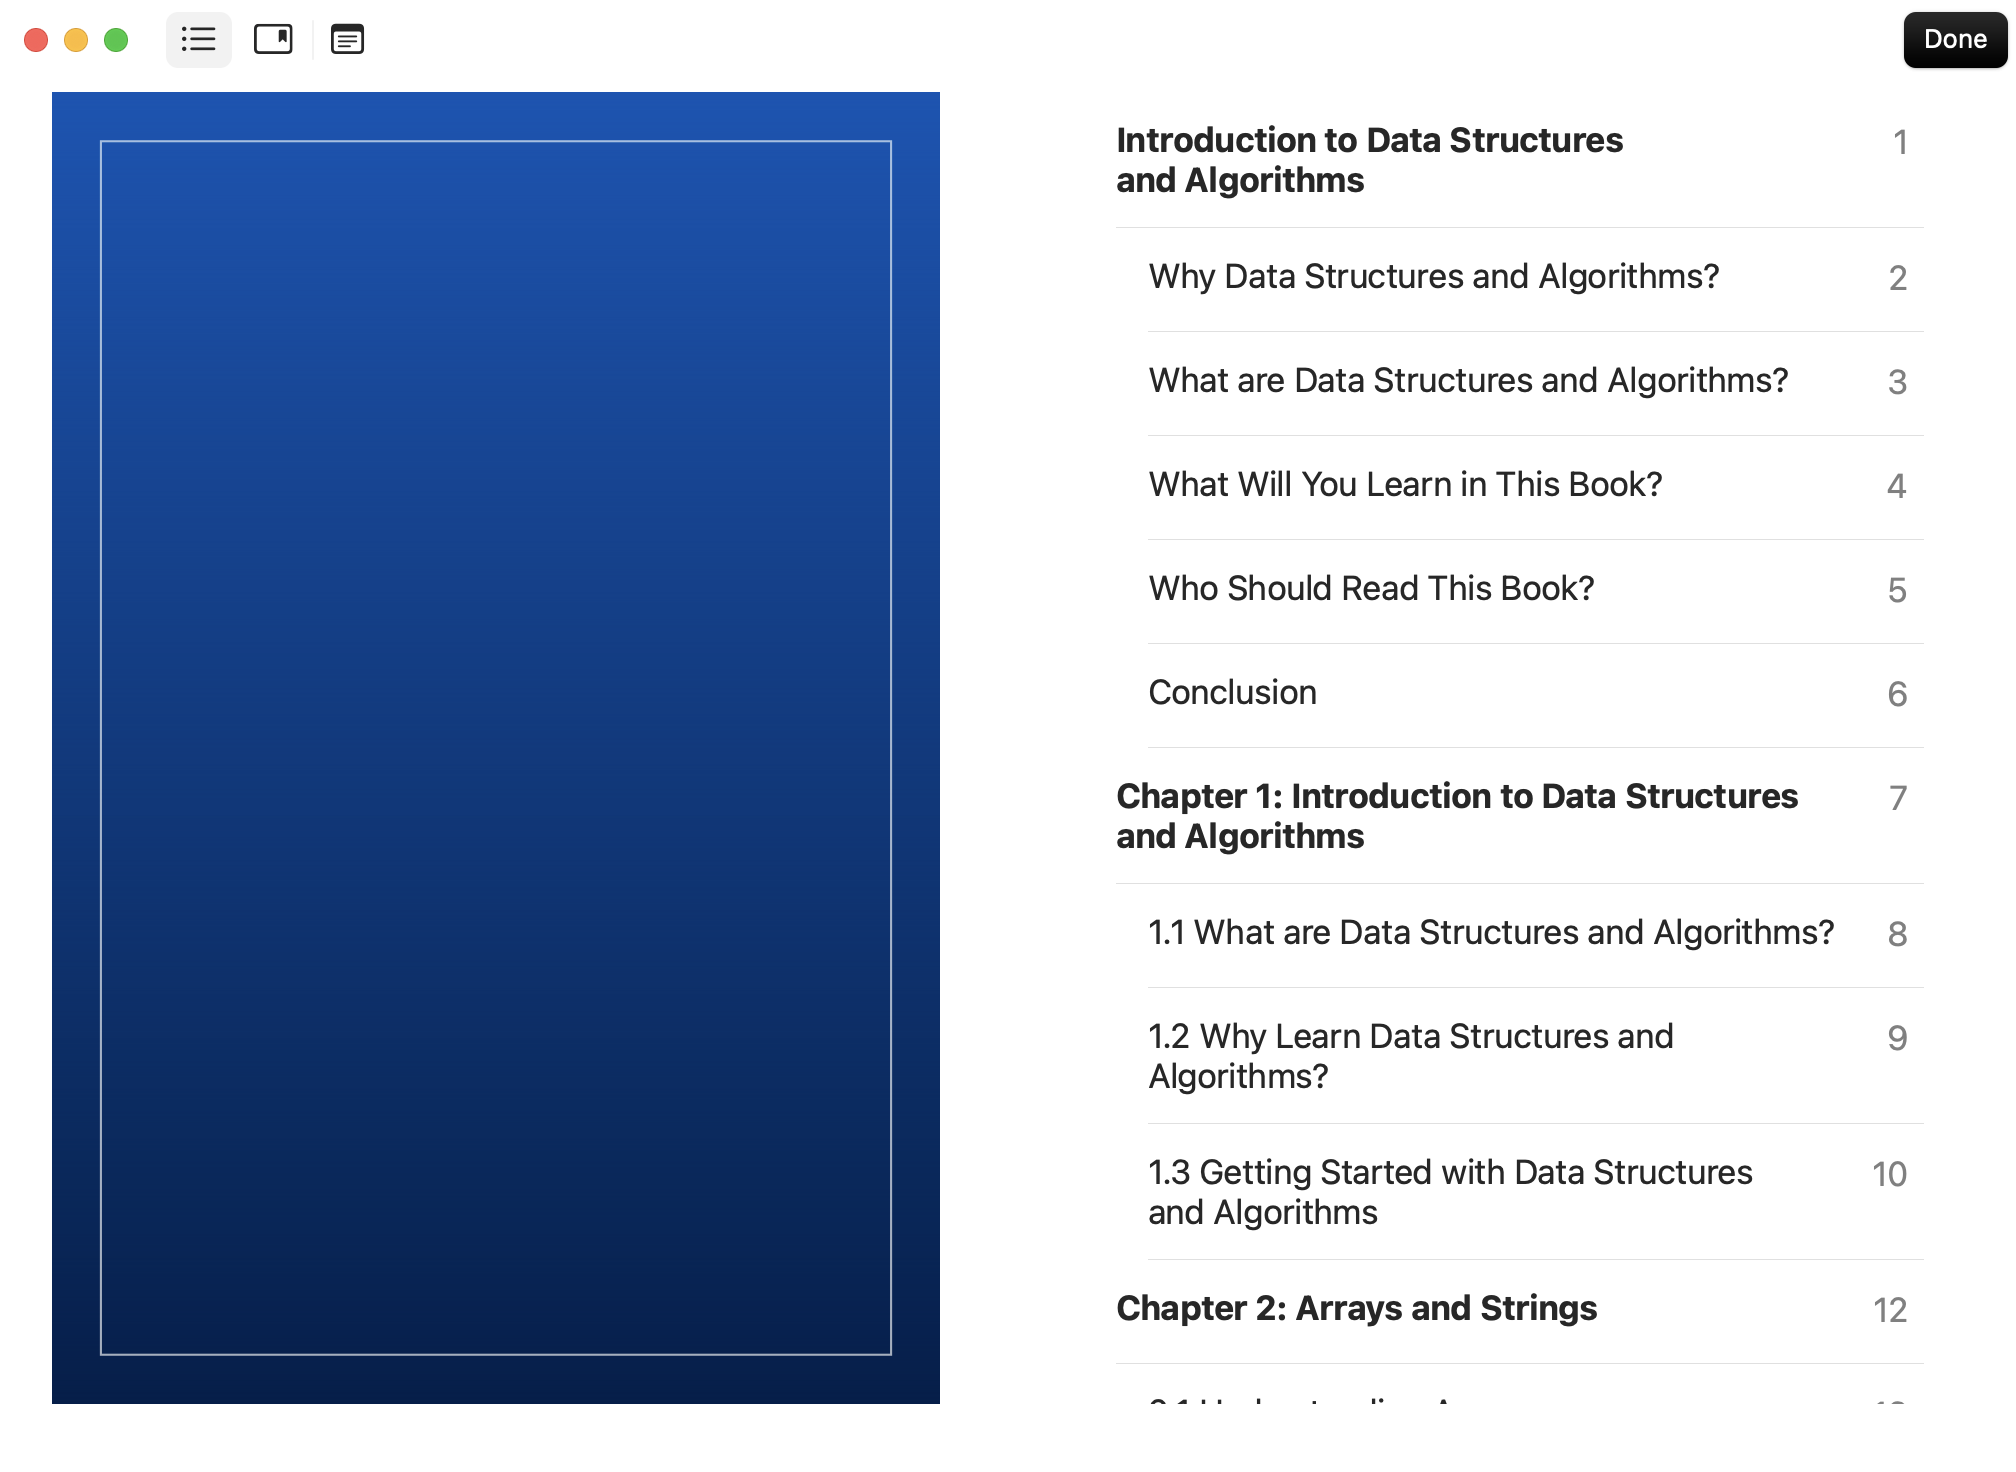 Done
Introduction to Data Structures
and Algorithms
1
Why Data Structures and Algorithms?
2
What are Data Structures and Algorithms?
3
What Will You Learn in This Book?
4
Who Should Read This Book?
5
Conclusion
6
Chapter 1: Introduction to Data Structures
and Algorithms
7
1.1 What are Data Structures and Algorithms?
8
1.2 Why Learn Data Structures and
Algorithms?
9
1.3 Getting Started with Data Structures
and Algorithms
10
Chapter 2: Arrays and Strings
12